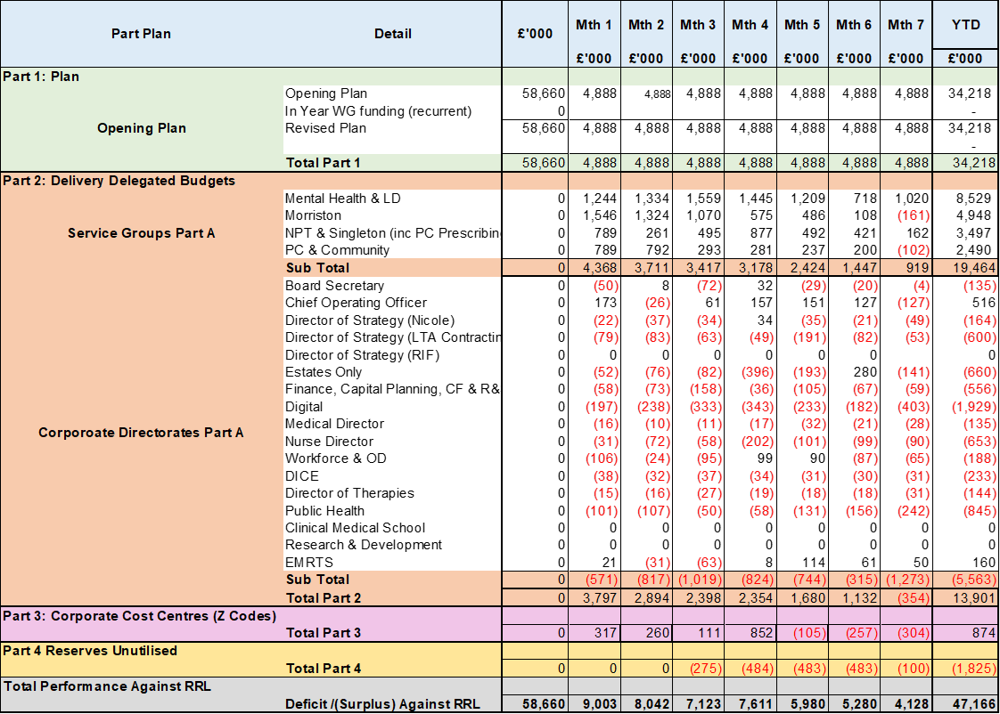 Part Plan Detail £'000 Mth 1 Mth 2 Mth 3 Mth 4 Mth 5 Mth 6 Mth 7 YTD
£'000 £'000 £'000 £'000 £'000 £'000 £'000 £'000
Part 1: Plan
Opening Plan 58,660 4,888 4,888 4,888 4,888 4,888 4,888 4,888 34,218
In Year WG funding (recurrent) 0 -
Opening Plan Revised Plan 58,660 4,888 4,888 4,888 4,888 4,888 4,888 4,888 34,218
-
Total Part 1 58,660 4,888 4,888 4,888 4,888 4,888 4,888 4,888 34,218
Part 2: Delivery Delegated Budgets
Mental Health & LD 0 1,244 1,334 1,559 1,445 1,209 718 1,020 8,529
Morriston 0 1,546 1,324 1,070 575 486 108 (161) 4,948
Service Groups Part A NPT & Singleton (inc PC Prescribing 0 789 261 495 877 492 421 162 3,497
PC & Community 0 789 792 293 281 237 200 (102) 2,490
Sub Total 0 4,368 3,711 3,417 3,178 2,424 1,447 919 19,464
Board Secretary 0 (50) 8 (72) 32 (29) (20) (4) (135)
Chief Operating Officer 0 173 (26) 61 157 151 127 (127) 516
Director of Strategy (Nicole) 0 (22) (37) (34) 34 (35) (21) (49) (164)
Director of Strategy (LTA Contractin 0 (79) (83) (63) (49) (191) (82) (53) (600)
Director of Strategy (RIF) 0 0 0 0 0 0 0 0 0
Estates Only 0 (52) (76) (82) (396) (193) 280 (141) (660)
Finance, Capital Planning, CF & R& 0 (58) (73) (158) (36) (105) (67) (59) (556)
Digital 0 (197) (238) (333) (343) (233) (182) (403) (1,929)
Medical Director 0 (16) (10) (11) (17) (32) (21) (28) (135)
Corporoate Directorates Part A Nurse Director 0 (31) (72) (58) (202) (101) (99) (90) (653)
Workforce & OD 0 (106) (24) (95) 99 90 (87) (65) (188)
DICE 0 (38) (32) (37) (34) (31) (30) (31) (233)
Director of Therapies 0 (15) (16) (27) (19) (18) (18) (31) (144)
Public Health 0 (101) (107) (50) (58) (131) (156) (242) (845)
Clinical Medical School 0 0 0 0 0 0 0 0 0
Research & Development 0 0 0 0 0 0 0 0 0
EMRTS 0 21 (31) (63) 8 114 61 50 160
Sub Total 0 (571) (817) (1,019) (824) (744) (315) (1,273) (5,563)
Total Part 2 0 3,797 2,894 2,398 2,354 1,680 1,132 (354) 13,901
Part 3: Corporate Cost Centres (Z Codes)
Total Part 3 0 317 260 111 852 (105) (257) (304) 874
Part 4 Reserves Unutilised
Total Part 4 0 0 0 (275) (484) (483) (483) (100) (1,825)
Total Performance Against RRL
Deficit /(Surplus) Against RRL 58,660 9,003 8,042 7,123 7,611 5,980 5,280 4,128 47,166